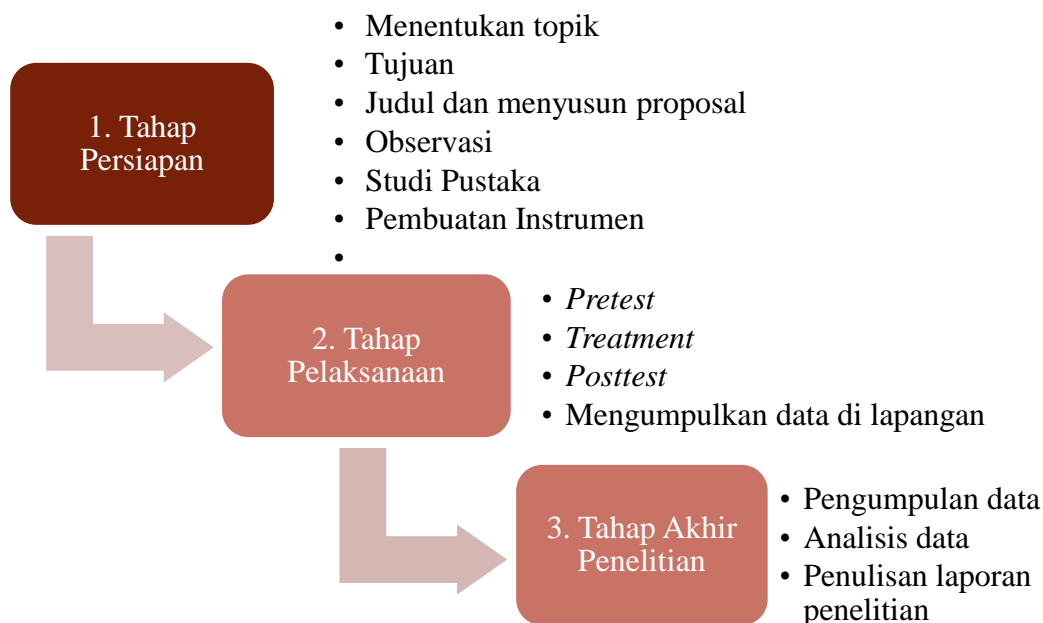 1. Tahap
Persiapan
• Menentukan topik
• Tujuan
• Judul dan menyusun proposal
• Observasi
• Studi Pustaka
• Pembuatan Instrumen
•
2. Tahap
Pelaksanaan
• Pretest
• Treatment
• Posttest
• Mengumpulkan data di lapangan
3. Tahap Akhir
Penelitian
• Pengumpulan data
• Analisis data
• Penulisan laporan
penelitian